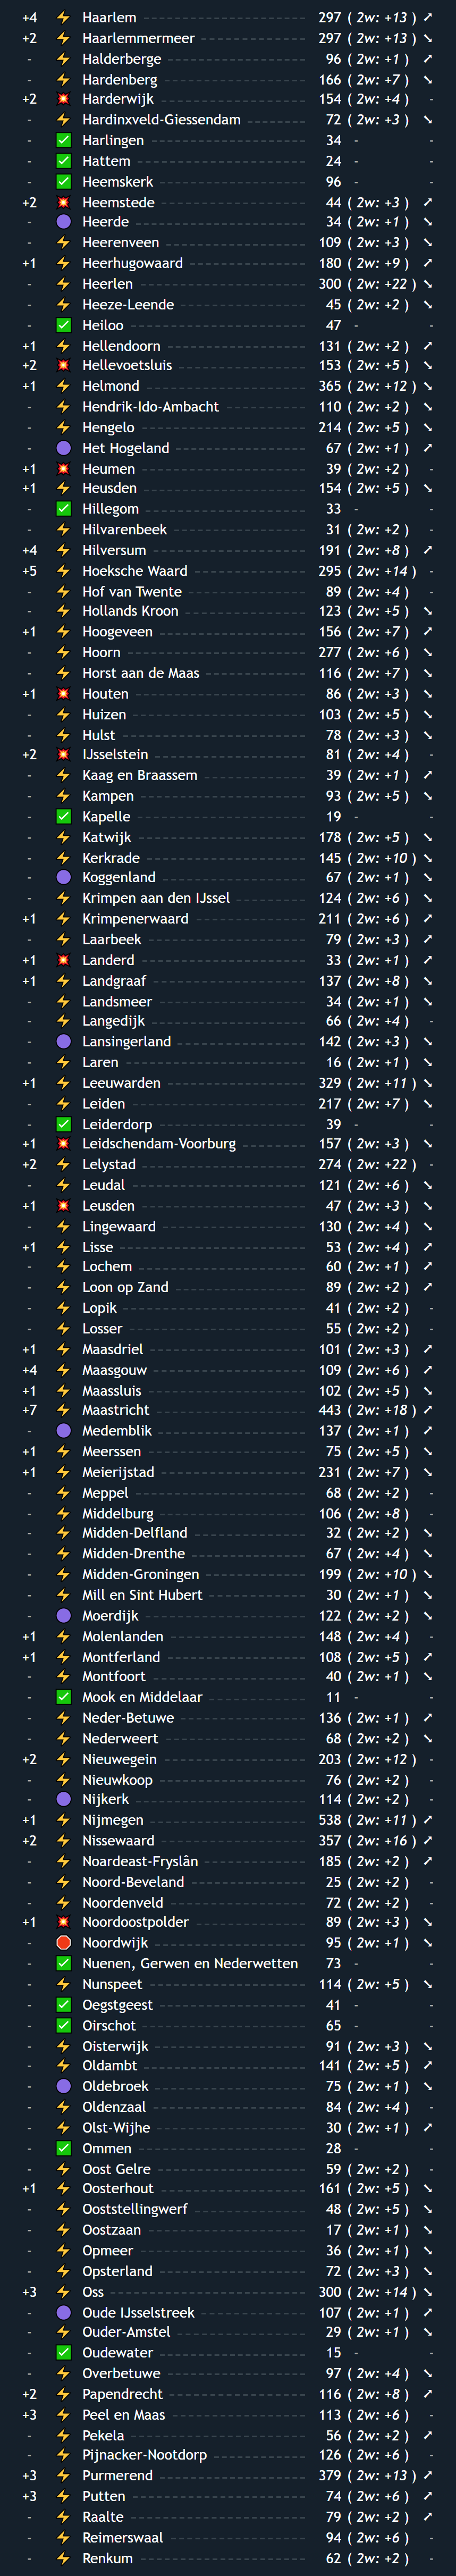 +4 ⚡ Haarlem 297 ( 2w: +13 ) ↗
+2 ⚡ Haarlemmermeer 297 ( 2w: +13 ) ↘
- ⚡ Halderberge 96 ( 2w: +1 ) ↗
- ⚡ Hardenberg 166 ( 2w: +7 ) ↘
+2 💥 Harderwijk 154 ( 2w: +4 ) -
- ⚡ Hardinxveld-Giessendam 72 ( 2w: +3 ) ↘
- ✅ Harlingen 34 - -
- ✅ Hattem 24 - -
- ✅ Heemskerk 96 - -
+2 💥 Heemstede 44 ( 2w: +3 ) ↗
- 🟣 Heerde 34 ( 2w: +1 ) ↘
- ⚡ Heerenveen 109 ( 2w: +3 ) ↘
+1 ⚡ Heerhugowaard 180 ( 2w: +9 ) ↗
- ⚡ Heerlen 300 ( 2w: +22 ) ↘
- ⚡ Heeze-Leende 45 ( 2w: +2 ) ↘
- ✅ Heiloo 47 - -
+1 ⚡ Hellendoorn 131 ( 2w: +2 ) ↗
+2 💥 Hellevoetsluis 153 ( 2w: +5 ) ↘
+1 ⚡ Helmond 365 ( 2w: +12 ) ↘
- ⚡ Hendrik-Ido-Ambacht 110 ( 2w: +2 ) ↘
- ⚡ Hengelo 214 ( 2w: +5 ) ↘
- 🟣 Het Hogeland 67 ( 2w: +1 ) ↗
+1 💥 Heumen 39 ( 2w: +2 ) -
+1 ⚡ Heusden 154 ( 2w: +5 ) ↘
- ✅ Hillegom 33 - -
- ⚡ Hilvarenbeek 31 ( 2w: +2 ) -
+4 ⚡ Hilversum 191 ( 2w: +8 ) ↗
+5 ⚡ Hoeksche Waard 295 ( 2w: +14 ) -
- ⚡ Hof van Twente 89 ( 2w: +4 ) -
- ⚡ Hollands Kroon 123 ( 2w: +5 ) ↘
+1 ⚡ Hoogeveen 156 ( 2w: +7 ) ↗
- ⚡ Hoorn 277 ( 2w: +6 ) ↘
- ⚡ Horst aan de Maas 116 ( 2w: +7 ) ↘
+1 💥 Houten 86 ( 2w: +3 ) ↘
- ⚡ Huizen 103 ( 2w: +5 ) ↘
- ⚡ Hulst 78 ( 2w: +3 ) ↘
+2 💥 IJsselstein 81 ( 2w: +4 ) -
- ⚡ Kaag en Braassem 39 ( 2w: +1 ) ↗
- ⚡ Kampen 93 ( 2w: +5 ) ↘
- ✅ Kapelle 19 - -
- ⚡ Katwijk 178 ( 2w: +5 ) ↘
- ⚡ Kerkrade 145 ( 2w: +10 ) ↘
- 🟣 Koggenland 67 ( 2w: +1 ) ↘
- ⚡ Krimpen aan den IJssel 124 ( 2w: +6 ) ↘
+1 ⚡ Krimpenerwaard 211 ( 2w: +6 ) ↗
- ⚡ Laarbeek 79 ( 2w: +3 ) ↗
+1 💥 Landerd 33 ( 2w: +1 ) ↗
+1 ⚡ Landgraaf 137 ( 2w: +8 ) ↘
- ⚡ Landsmeer 34 ( 2w: +1 ) ↘
- ⚡ Langedijk 66 ( 2w: +4 ) -
- 🟣 Lansingerland 142 ( 2w: +3 ) ↘
- ⚡ Laren 16 ( 2w: +1 ) ↘
+1 ⚡ Leeuwarden 329 ( 2w: +11 ) ↘
- ⚡ Leiden 217 ( 2w: +7 ) ↘
- ✅ Leiderdorp 39 - -
+1 💥 Leidschendam-Voorburg 157 ( 2w: +3 ) ↘
+2 ⚡ Lelystad 274 ( 2w: +22 ) -
- ⚡ Leudal 121 ( 2w: +6 ) ↘
+1 💥 Leusden 47 ( 2w: +3 ) ↘
- ⚡ Lingewaard 130 ( 2w: +4 ) ↘
+1 ⚡ Lisse 53 ( 2w: +4 ) ↗
- ⚡ Lochem 60 ( 2w: +1 ) ↗
- ⚡ Loon op Zand 89 ( 2w: +2 ) ↗
- ⚡ Lopik 41 ( 2w: +2 ) -
- ⚡ Losser 55 ( 2w: +2 ) -
+1 ⚡ Maasdriel 101 ( 2w: +3 ) ↗
+4 ⚡ Maasgouw 109 ( 2w: +6 ) ↗
+1 ⚡ Maassluis 102 ( 2w: +5 ) ↘
+7 ⚡ Maastricht 443 ( 2w: +18 ) ↗
- 🟣 Medemblik 137 ( 2w: +1 ) ↗
+1 ⚡ Meerssen 75 ( 2w: +5 ) ↘
+1 ⚡ Meierijstad 231 ( 2w: +7 ) ↘
- ⚡ Meppel 68 ( 2w: +2 ) -
- ⚡ Middelburg 106 ( 2w: +8 ) -
- ⚡ Midden-Delfland 32 ( 2w: +2 ) ↘
- ⚡ Midden-Drenthe 67 ( 2w: +4 ) ↘
- ⚡ Midden-Groningen 199 ( 2w: +10 ) ↘
- ⚡ Mill en Sint Hubert 30 ( 2w: +1 ) ↘
- 🟣 Moerdijk 122 ( 2w: +2 ) ↘
+1 ⚡ Molenlanden 148 ( 2w: +4 ) -
+1 ⚡ Montferland 108 ( 2w: +5 ) ↗
- ⚡ Montfoort 40 ( 2w: +1 ) ↘
- ✅ Mook en Middelaar 11 - -
- ⚡ Neder-Betuwe 136 ( 2w: +1 ) ↗
- ⚡ Nederweert 68 ( 2w: +2 ) ↘
+2 ⚡ Nieuwegein 203 ( 2w: +12 ) -
- ⚡ Nieuwkoop 76 ( 2w: +2 ) -
- 🟣 Nijkerk 114 ( 2w: +2 ) -
+1 ⚡ Nijmegen 538 ( 2w: +11 ) ↗
+2 ⚡ Nissewaard 357 ( 2w: +16 ) ↗
- ⚡ Noardeast-Fryslân 185 ( 2w: +2 ) ↗
- ⚡ Noord-Beveland 25 ( 2w: +2 ) -
- ⚡ Noordenveld 72 ( 2w: +2 ) -
+1 💥 Noordoostpolder 89 ( 2w: +3 ) ↘
- 🛑 Noordwijk 95 ( 2w: +1 ) ↘
- ✅ Nuenen, Gerwen en Nederwetten 73 - -
- ⚡ Nunspeet 114 ( 2w: +5 ) ↘
- ✅ Oegstgeest 41 - -
- ✅ Oirschot 65 - -
- ⚡ Oisterwijk 91 ( 2w: +3 ) ↘
- ⚡ Oldambt 141 ( 2w: +5 ) ↗
- 🟣 Oldebroek 75 ( 2w: +1 ) ↘
- ⚡ Oldenzaal 84 ( 2w: +4 ) -
- ⚡ Olst-Wijhe 30 ( 2w: +1 ) ↗
- ✅ Ommen 28 - -
- ⚡ Oost Gelre 59 ( 2w: +2 ) -
+1 ⚡ Oosterhout 161 ( 2w: +5 ) ↘
- ⚡ Ooststellingwerf 48 ( 2w: +5 ) ↘
- ⚡ Oostzaan 17 ( 2w: +1 ) ↘
- ⚡ Opmeer 36 ( 2w: +1 ) ↘
- ⚡ Opsterland 72 ( 2w: +3 ) ↘
+3 ⚡ Oss 300 ( 2w: +14 ) ↘
- 🟣 Oude IJsselstreek 107 ( 2w: +1 ) ↗
- ⚡ Ouder-Amstel 29 ( 2w: +1 ) ↘
- ✅ Oudewater 15 - -
- ⚡ Overbetuwe 97 ( 2w: +4 ) ↘
+2 ⚡ Papendrecht 116 ( 2w: +8 ) ↗
+3 ⚡ Peel en Maas 113 ( 2w: +6 ) -
- ⚡ Pekela 56 ( 2w: +2 ) ↗
- ⚡ Pijnacker-Nootdorp 126 ( 2w: +6 ) -
+3 ⚡ Purmerend 379 ( 2w: +13 ) ↗
+3 ⚡ Putten 74 ( 2w: +6 ) ↗
- ⚡ Raalte 79 ( 2w: +2 ) ↗
- ⚡ Reimerswaal 94 ( 2w: +6 ) -
- ⚡ Renkum 62 ( 2w: +2 ) -